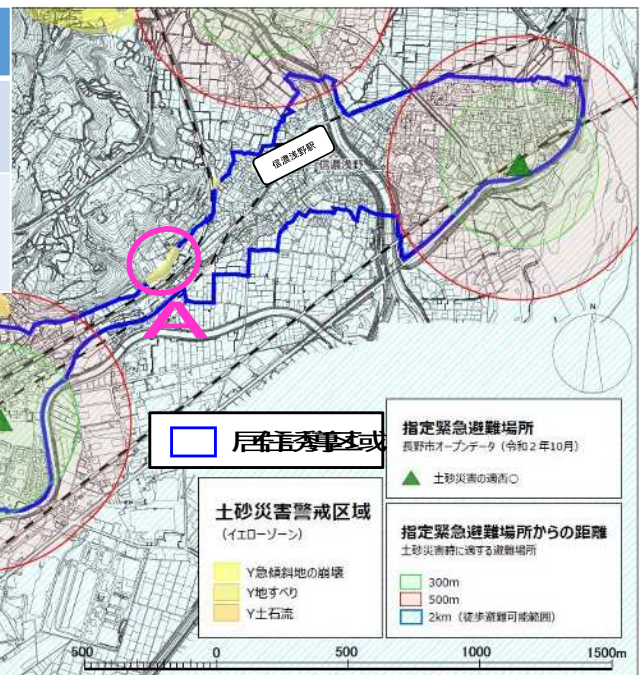 信濃浅野駅
信濃浅野
A
居住誘導区域
N
指定緊急避難場所
長野市オープンデータ（令和２年10月）
土砂災害の適否○
土砂災害警戒区域
（イエローゾーン）
Y急傾斜地の崩壊
Y地すべり
Y土石流
指定緊急避難場所からの距離
土砂災害時に適する避難場所
300m
500m
2km（徒歩避難可能範囲）
500 0 500 1000 1500m